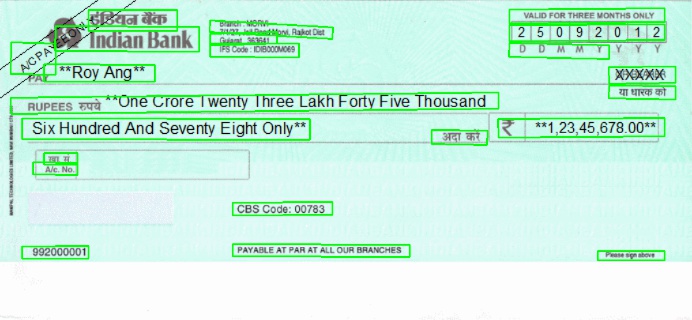 A/C PAYEE ONLY
इंडियन बैंक
Indian Bank
Branch : MORVI
7/1/27, Jail Road Morvi, Rajkot Dist
Gujarat, 363641
IFS Code : IDIB000M069
VALID FOR THREE MONTHS ONLY
2 5 0 9 2 0 1 2
D D M M Y Y Y Y
PAY **Roy Ang**
XXXXX
या धारक को
RUPEES रुपये **One Crore Twenty Three Lakh Forty Five Thousand
Six Hundred And Seventy Eight Only**
अदा करें
₹ **1,23,45,678.00**
खा. सं.
A/c. No.
CBS Code: 00783
992000001
PAYABLE AT PAR AT ALL OUR BRANCHES
Please sign above